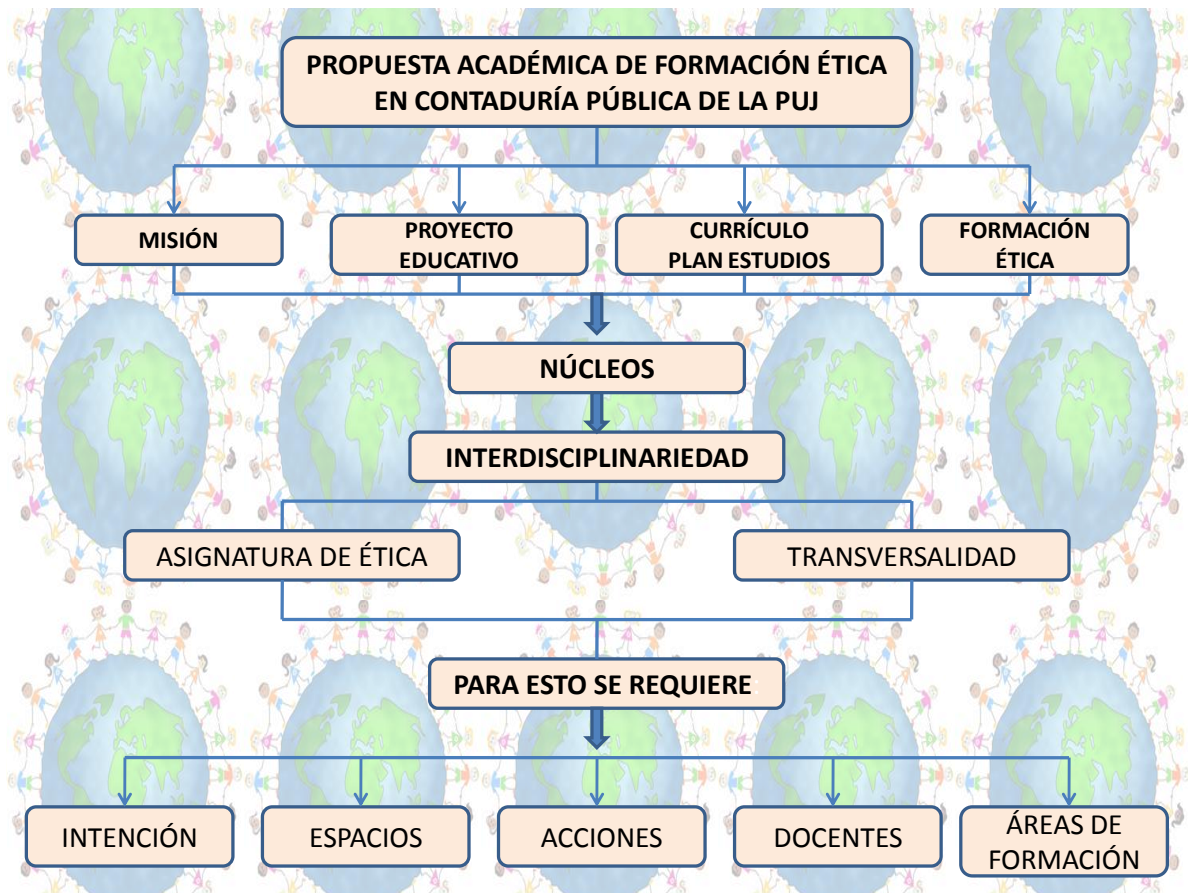 PROPUESTA ACADÉMICA DE FORMACIÓN ÉTICA
EN CONTADURÍA PÚBLICA DE LA PUJ
MISIÓN
PROYECTO
EDUCATIVO
CURRÍCULO
PLAN ESTUDIOS
FORMACIÓN
ÉTICA
NÚCLEOS
INTERDISCIPLINARIEDAD
ASIGNATURA DE ÉTICA
TRANSVERSALIDAD
PARA ESTO SE REQUIERE
INTENCIÓN
ESPACIOS
ACCIONES
DOCENTES
ÁREAS DE
FORMACIÓN